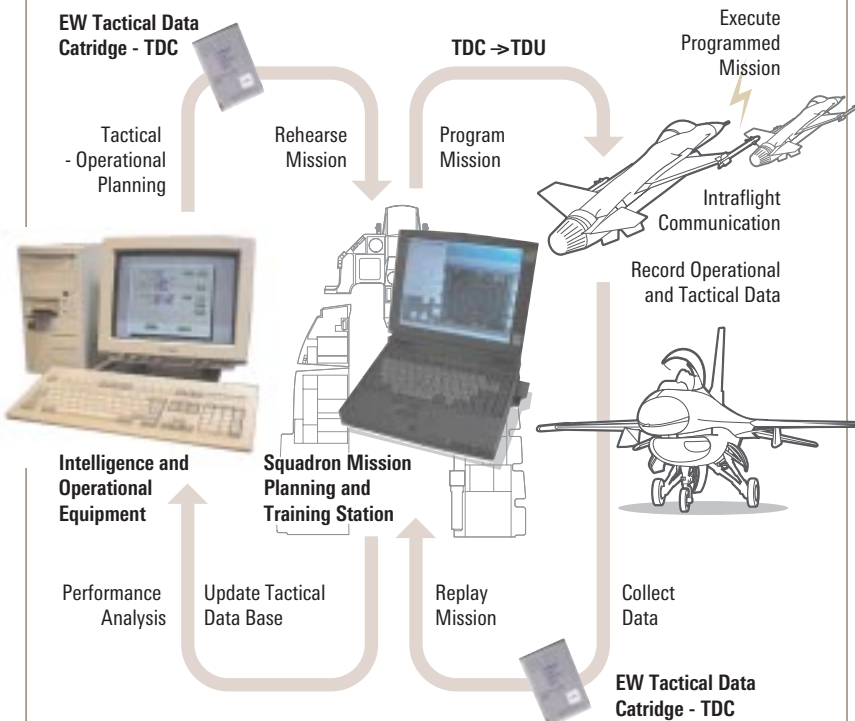 EW Tactical Data
Catridge - TDC
TDC ->TDU
Execute
Programmed
Mission
Tactical
- Operational
Planning
Rehearse
Mission
Program
Mission
Intraflight
Communication
Record Operational
and Tactical Data
Intelligence and
Operational
Equipment
Squadron Mission
Planning and
Training Station
Performance
Analysis
Update Tactical
Data Base
Replay
Mission
Collect
Data
EW Tactical Data
Catridge - TDC